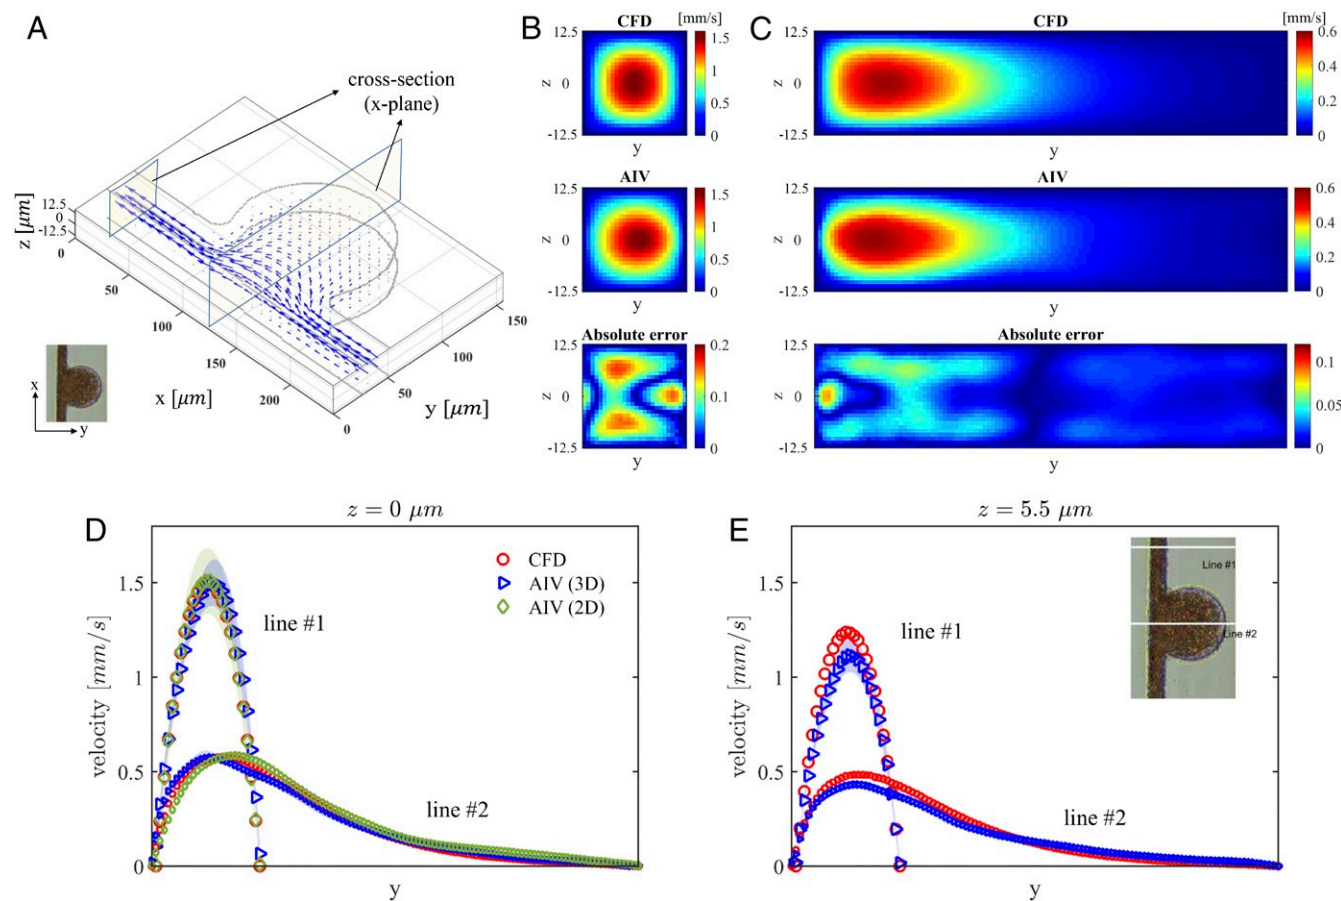 A
cross-section
(x-plane)
z [μm]
12.5
0
-12.5
0
50
100
150
200
x [μm]
0
50
100
150
y [μm]
x
y
B
CFD
[mm/s]
12.5
z 0
-12.5
y
1.5
1
0.5
0
AIV
12.5
z 0
-12.5
y
1.5
1
0.5
0
Absolute error
12.5
z 0
-12.5
y
0.2
0.1
0
C
CFD
[mm/s]
12.5
z 0
-12.5
y
0.6
0.4
0.2
0
AIV
12.5
z 0
-12.5
y
0.6
0.4
0.2
0
Absolute error
12.5
z 0
-12.5
y
0.1
0.05
0
D
z = 0 μm
velocity [mm/s]
1.5
1
0.5
0
CFD
AIV (3D)
AIV (2D)
line #1
line #2
y
E
z = 5.5 μm
velocity [mm/s]
1.5
1
0.5
0
line #1
line #2
Line #1
Line #2
y